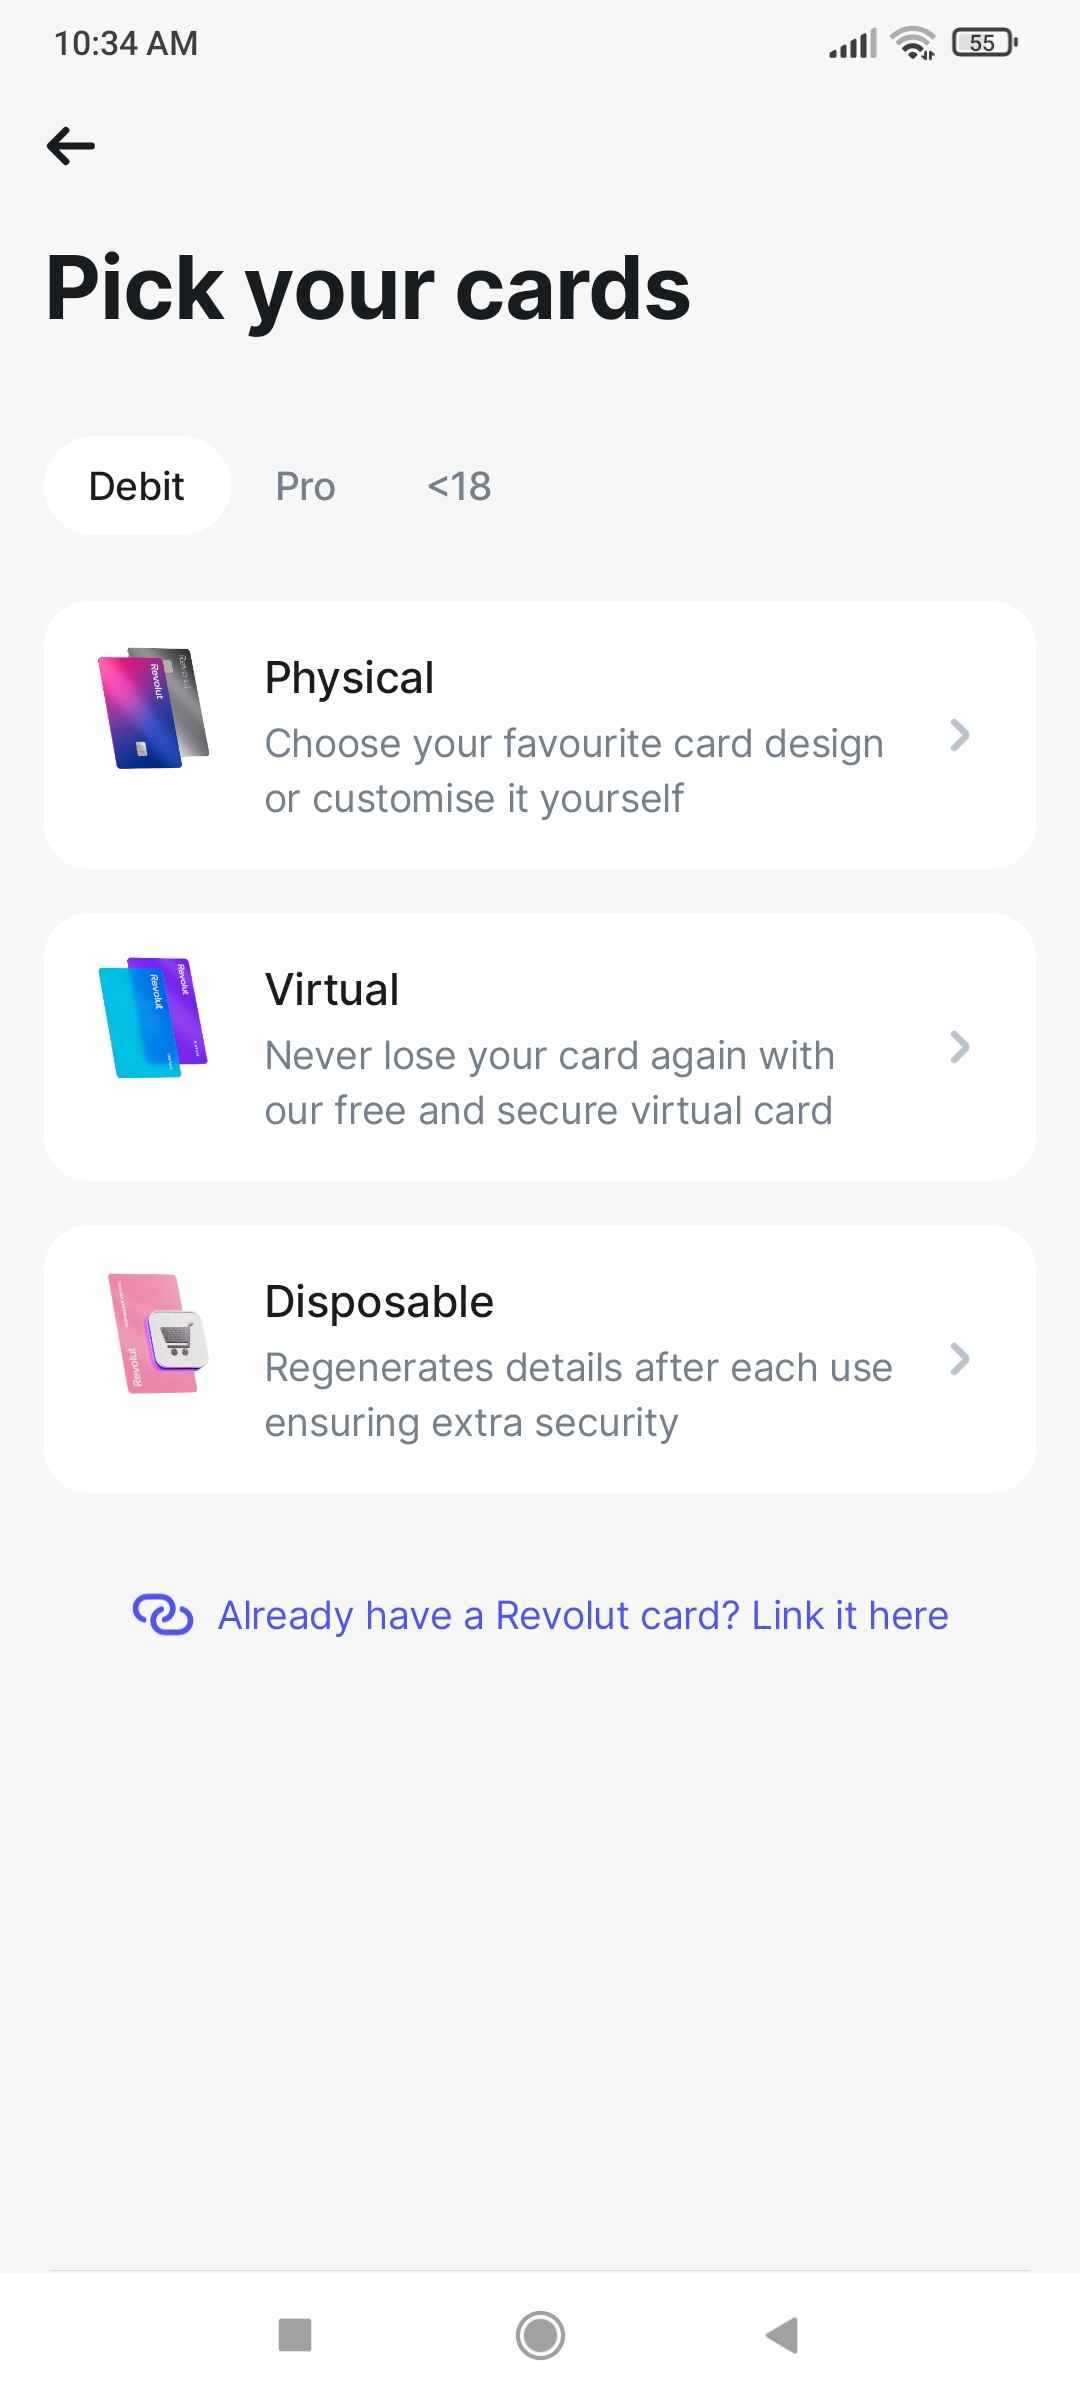 10:34 AM
55
Pick your cards
Debit
Pro
<18
Revolut
Physical
Choose your favourite card design
or customise it yourself
Revolut
Revolut
Virtual
Never lose your card again with
our free and secure virtual card
Revolut
Disposable
Regenerates details after each use
ensuring extra security
Already have a Revolut card? Link it here